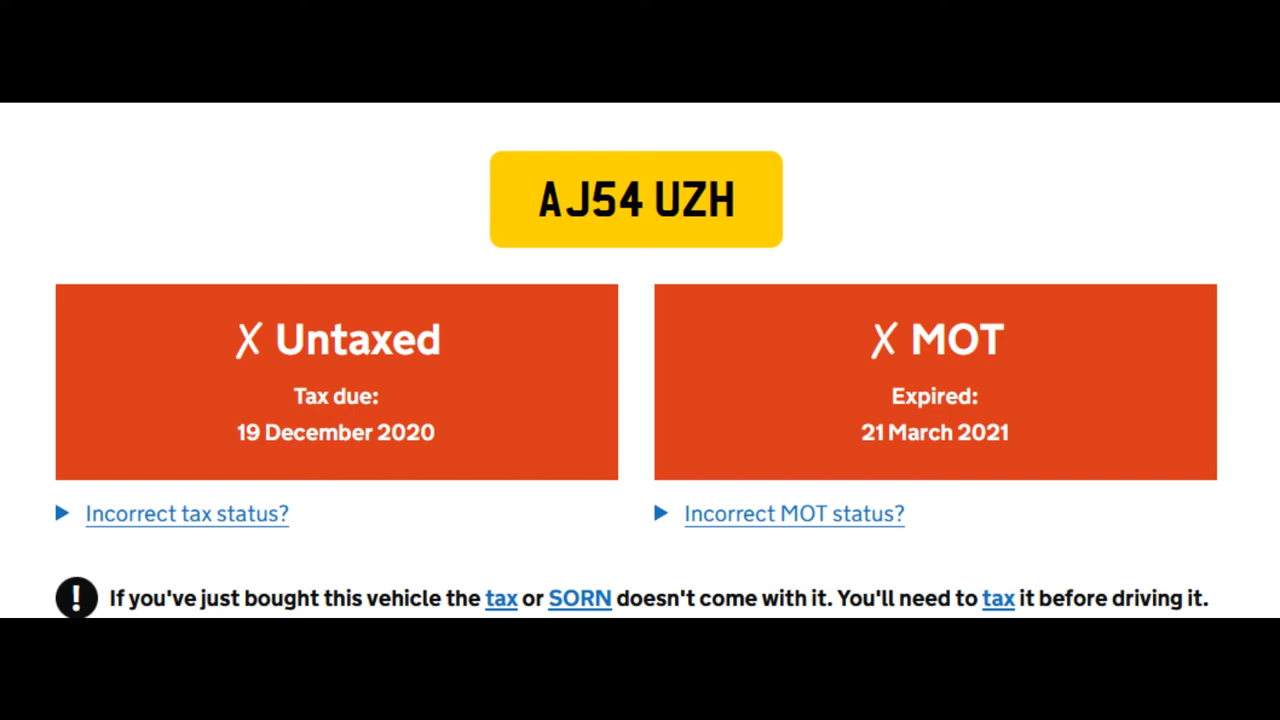 AJ54 UZH
✗ Untaxed
Tax due:
19 December 2020
✗ MOT
Expired:
21 March 2021
Incorrect tax status?
Incorrect MOT status?
If you've just bought this vehicle the tax or SORN doesn't come with it. You'll need to tax it before driving it.